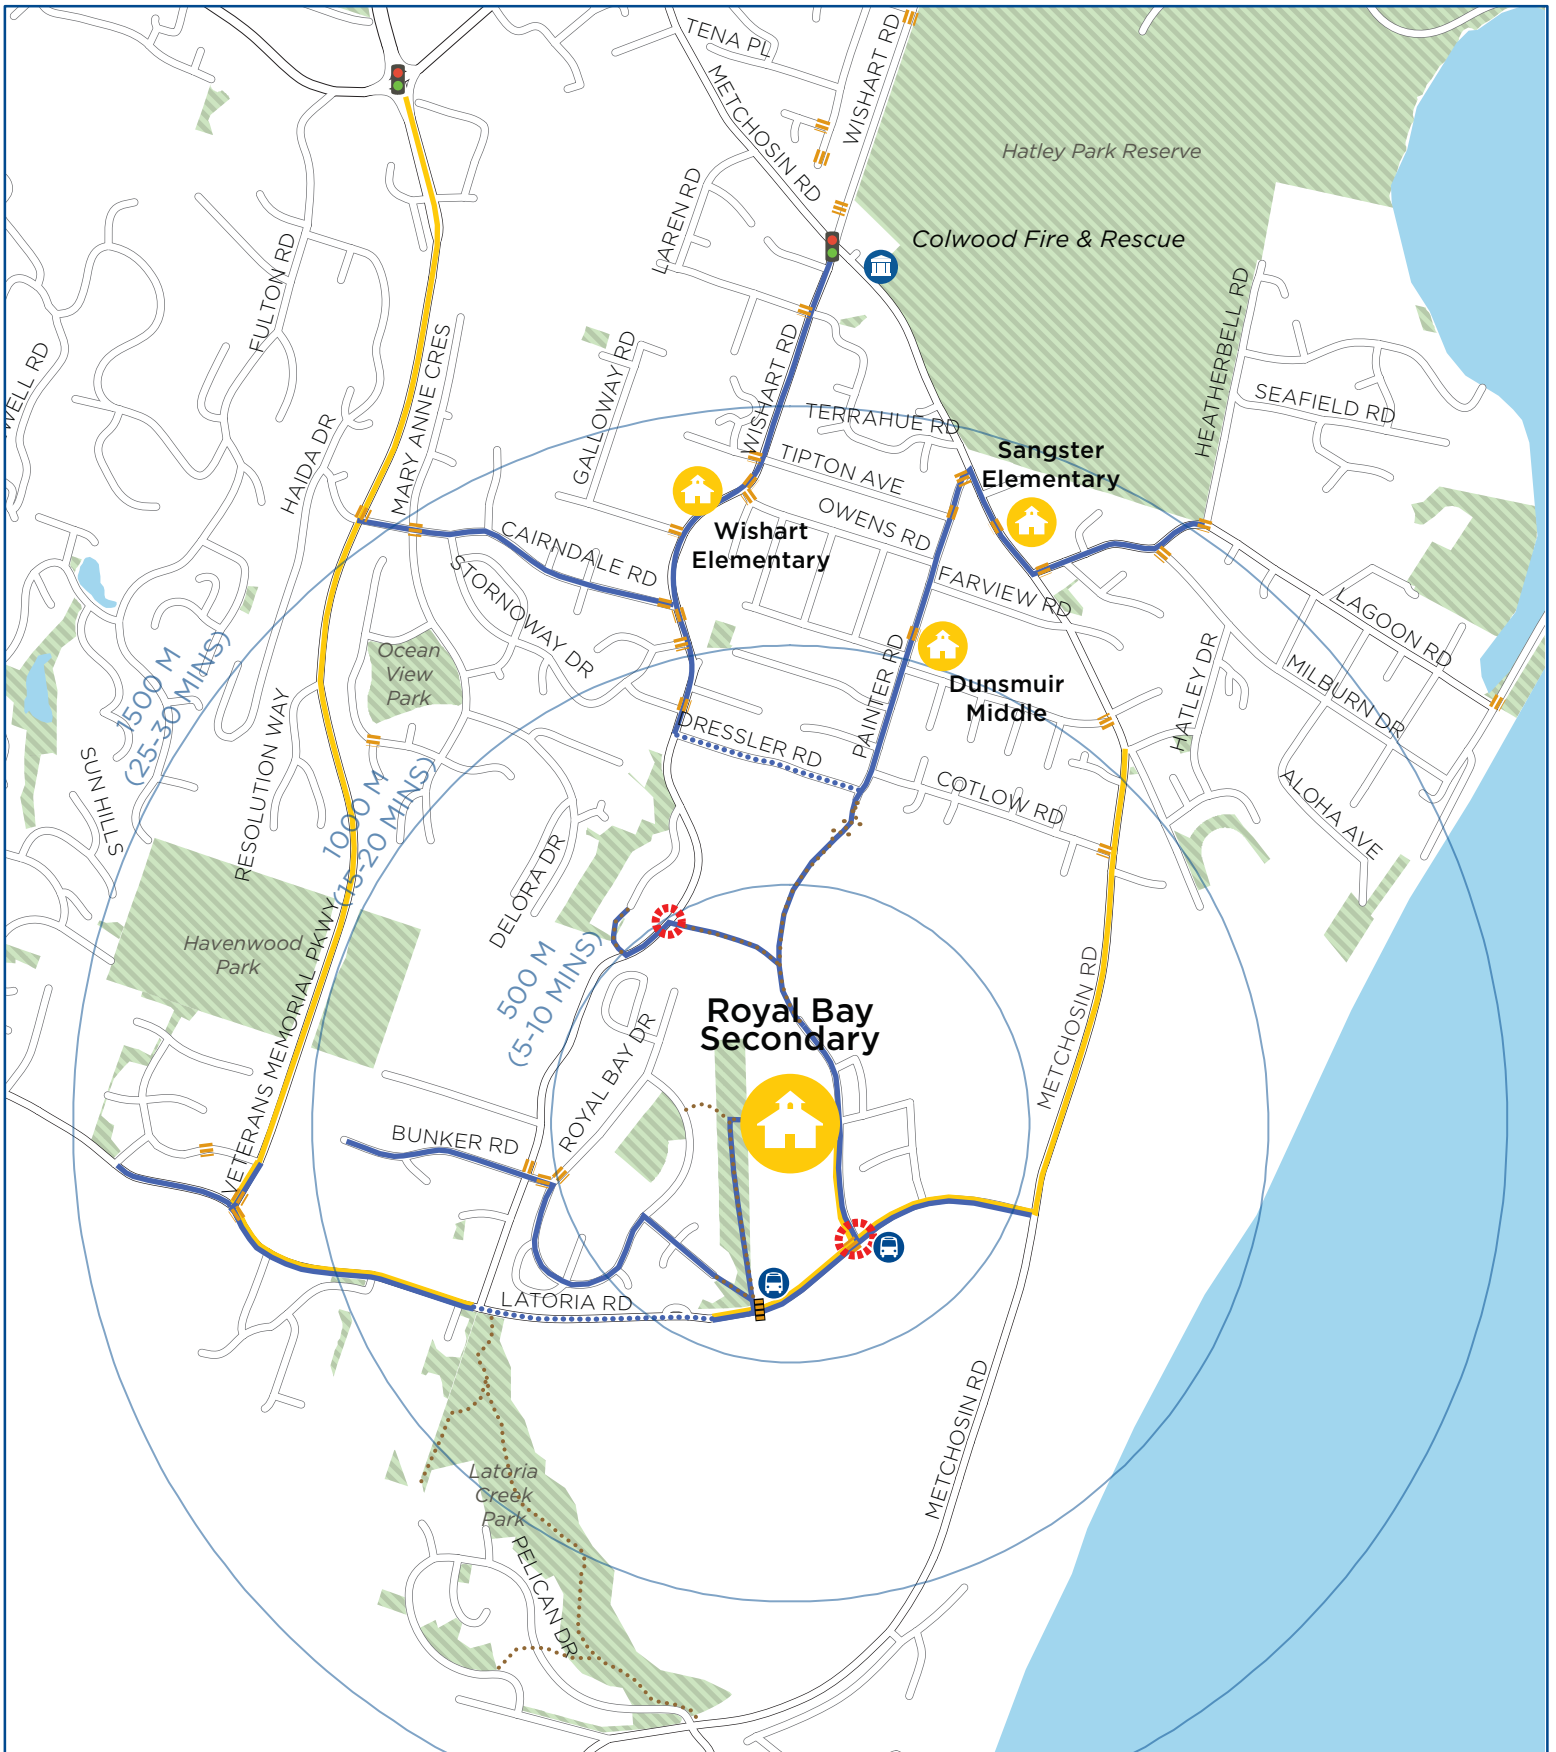 TENA PL
WISHART RD
METCHOSIN RD
Hatley Park Reserve
LAREN RD
Colwood Fire & Rescue
FULTON RD
HEATHERBELL RD
WELL RD
MARY ANNE CRES
GALLOWAY RD
WISHART RD
SEAFIELD RD
TERRAHUE RD
HAIDA DR
TIPTON AVE
Sangster
Elementary
OWENS RD
Wishart
Elementary
CAIRNDALE RD
STORNOWAY DR
FARVIEW RD
LAGOON RD
Ocean
View
Park
PAINTER RD
Dunsmuir
Middle
HATLEY DR
MILBURN DR
1500 M
(25-30 MINS)
RESOLUTION WAY
DRESSLER RD
SUN HILLS
1000 M
(15-20 MINS)
COTLOW RD
ALOHA AVE
DELORA DR
Havenwood
Park
VETERANS MEMORIAL PKWY
500 M
(5-10 MINS)
Royal Bay
Secondary
METCHOSIN RD
ROYAL BAY DR
BUNKER RD
LATORIA RD
METCHOSIN RD
Latoria
Creek
Park
PELICAN DR